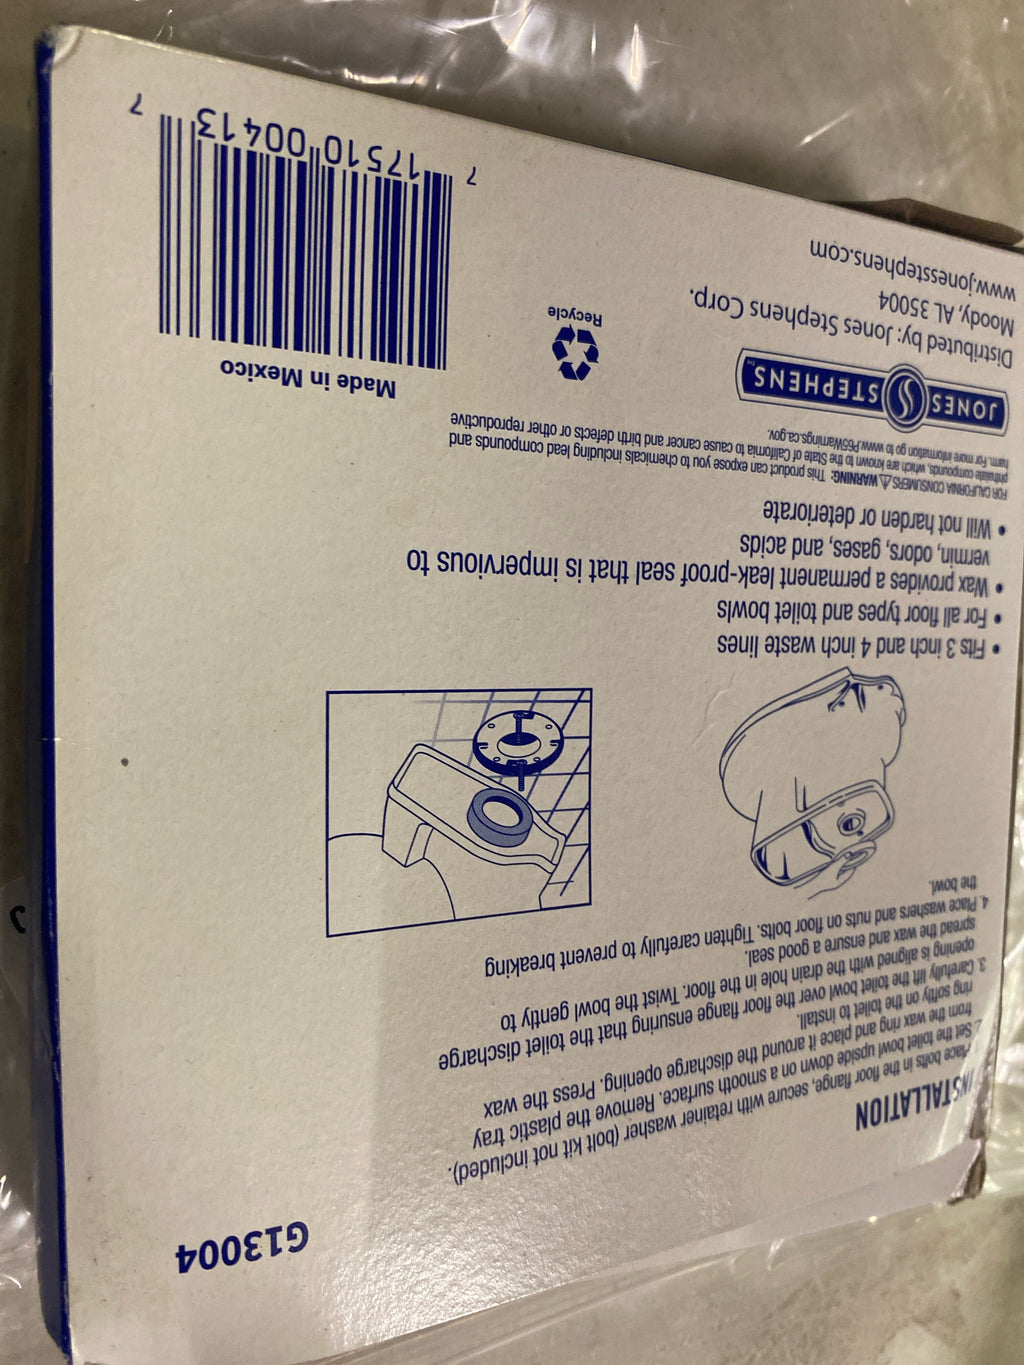 G13004
INSTALLATION
Place bolts in the floor flange, secure with retainer washer (bolt kit not included).
Set the toilet bowl upside down on a smooth surface. Remove the plastic tray
from the wax ring and place it around the discharge opening. Press the wax
ring softly on the toilet to install.
3. Carefully lift the toilet bowl over the floor flange ensuring that the toilet discharge
opening is aligned with the drain hole in the floor. Twist the bowl gently to
spread the wax and ensure a good seal.
4. Place washers and nuts on floor bolts. Tighten carefully to prevent breaking
the bowl.
• Fits 3 inch and 4 inch waste lines
• For all floor types and toilet bowls
• Wax provides a permanent leak-proof seal that is impervious to
vermin, odors, gases, and acids
• Will not harden or deteriorate
FOR CALIFORNIA CONSUMERS ⚠ WARNING: This product can expose you to chemicals including lead compounds and
phthalate compounds, which are known to the State of California to cause cancer and birth defects or other reproductive
harm. For more information go to www.P65Warnings.ca.gov.
JONES STEPHENS™
Distributed by: Jones Stephens Corp.
Moody, AL 35004
www.jonesstephens.com
Recycle
Made in Mexico
7 17510 00413 7